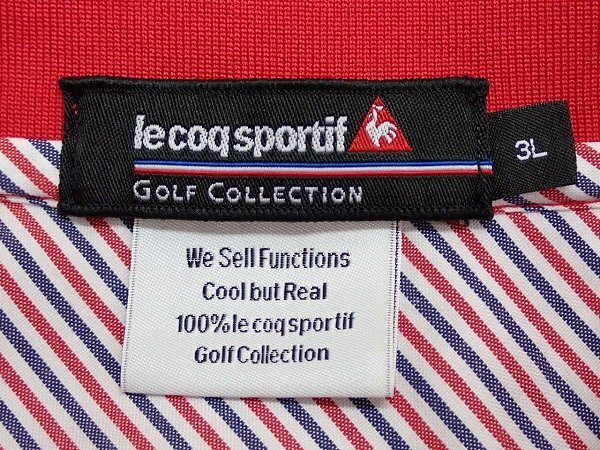 le coq sportif
GOLF COLLECTION
3L
We Sell Functions
Cool but Real
100% le coq sportif
Golf Collection